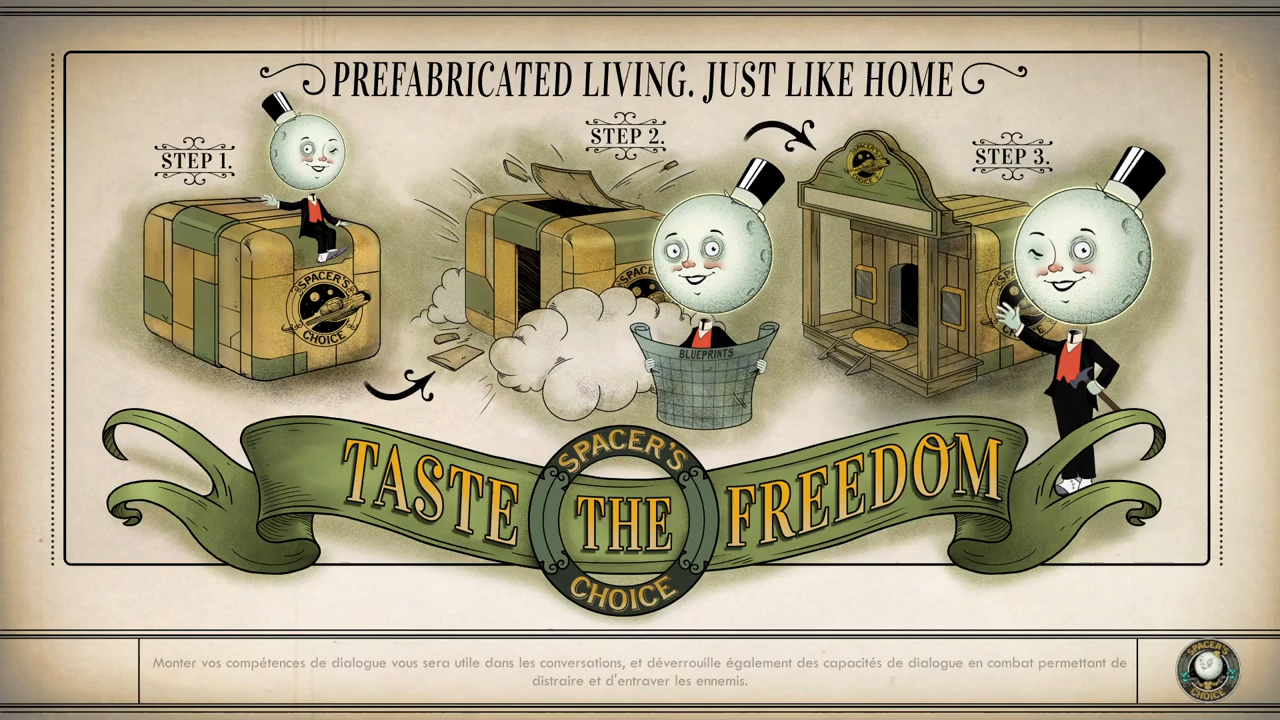 PREFABRICATED LIVING. JUST LIKE HOME
STEP 1.
STEP 2.
STEP 3.
SPACER'S
CHOICE
SPACER'S
SPACER'S
CHOICE
SPACER'S
BLUEPRINTS
TASTE THE FREEDOM
SPACER'S
CHOICE
Monter vos compétences de dialogue vous sera utile dans les conversations, et déverrouille également des capacités de dialogue en combat permettant de
distraire et d'entraver les ennemis.
SPACER'S
CHOICE